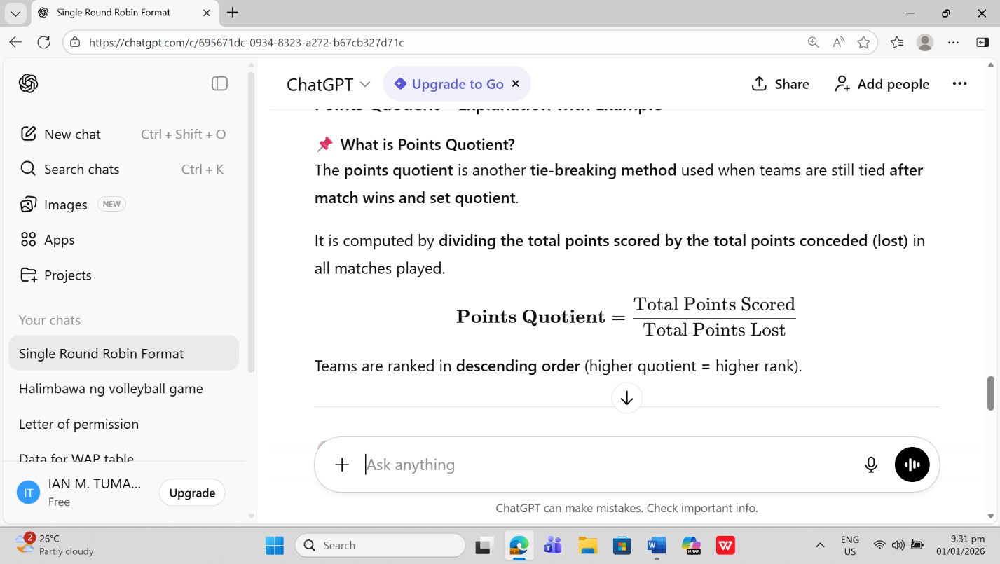 Single Round Robin Format
https://chatgpt.com/c/695671dc-0934-8323-a272-b67cb327d71c
ChatGPT
Upgrade to Go
Share
Add people
New chat Ctrl + Shift + O
Search chats Ctrl + K
Images NEW
Apps
Projects
Your chats
Single Round Robin Format
Halimbawa ng volleyball game
Letter of permission
Data for WAP table
IT
IAN M. TUMA...
Free
Upgrade
Points Quotient – Explanation with Example
📌 What is Points Quotient?
The points quotient is another tie-breaking method used when teams are still tied after
match wins and set quotient.
It is computed by dividing the total points scored by the total points conceded (lost) in
all matches played.
Points Quotient = Total Points Scored
Total Points Lost
Teams are ranked in descending order (higher quotient = higher rank).
Ask anything
ChatGPT can make mistakes. Check important info.
2
26°C
Partly cloudy
Search
M365
ENG
US
9:31 pm
01/01/2026